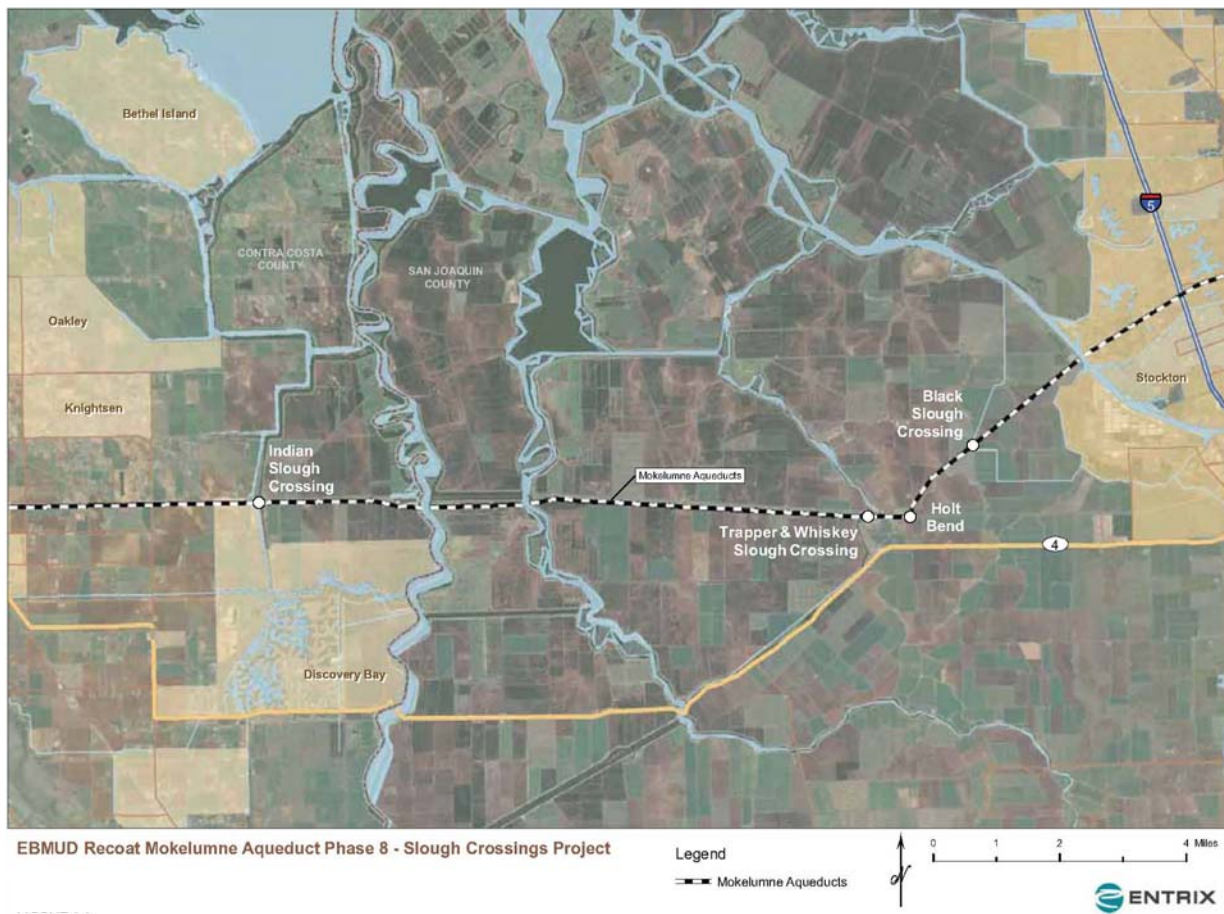 Bethel Island
5
CONTRA COSTA
COUNTY
SAN JOAQUIN
COUNTY
Oakley
Stockton
Knightsen
Black
Slough
Crossing
Indian
Slough
Crossing
Mokelumne Aqueducts
Holt
Bend
Trapper & Whiskey
Slough Crossing
4
Discovery Bay
EBMUD Recoat Mokelumne Aqueduct Phase 8 - Slough Crossings Project
Legend
Mokelumne Aqueducts
N
0 1 2 4 Miles
ENTRIX